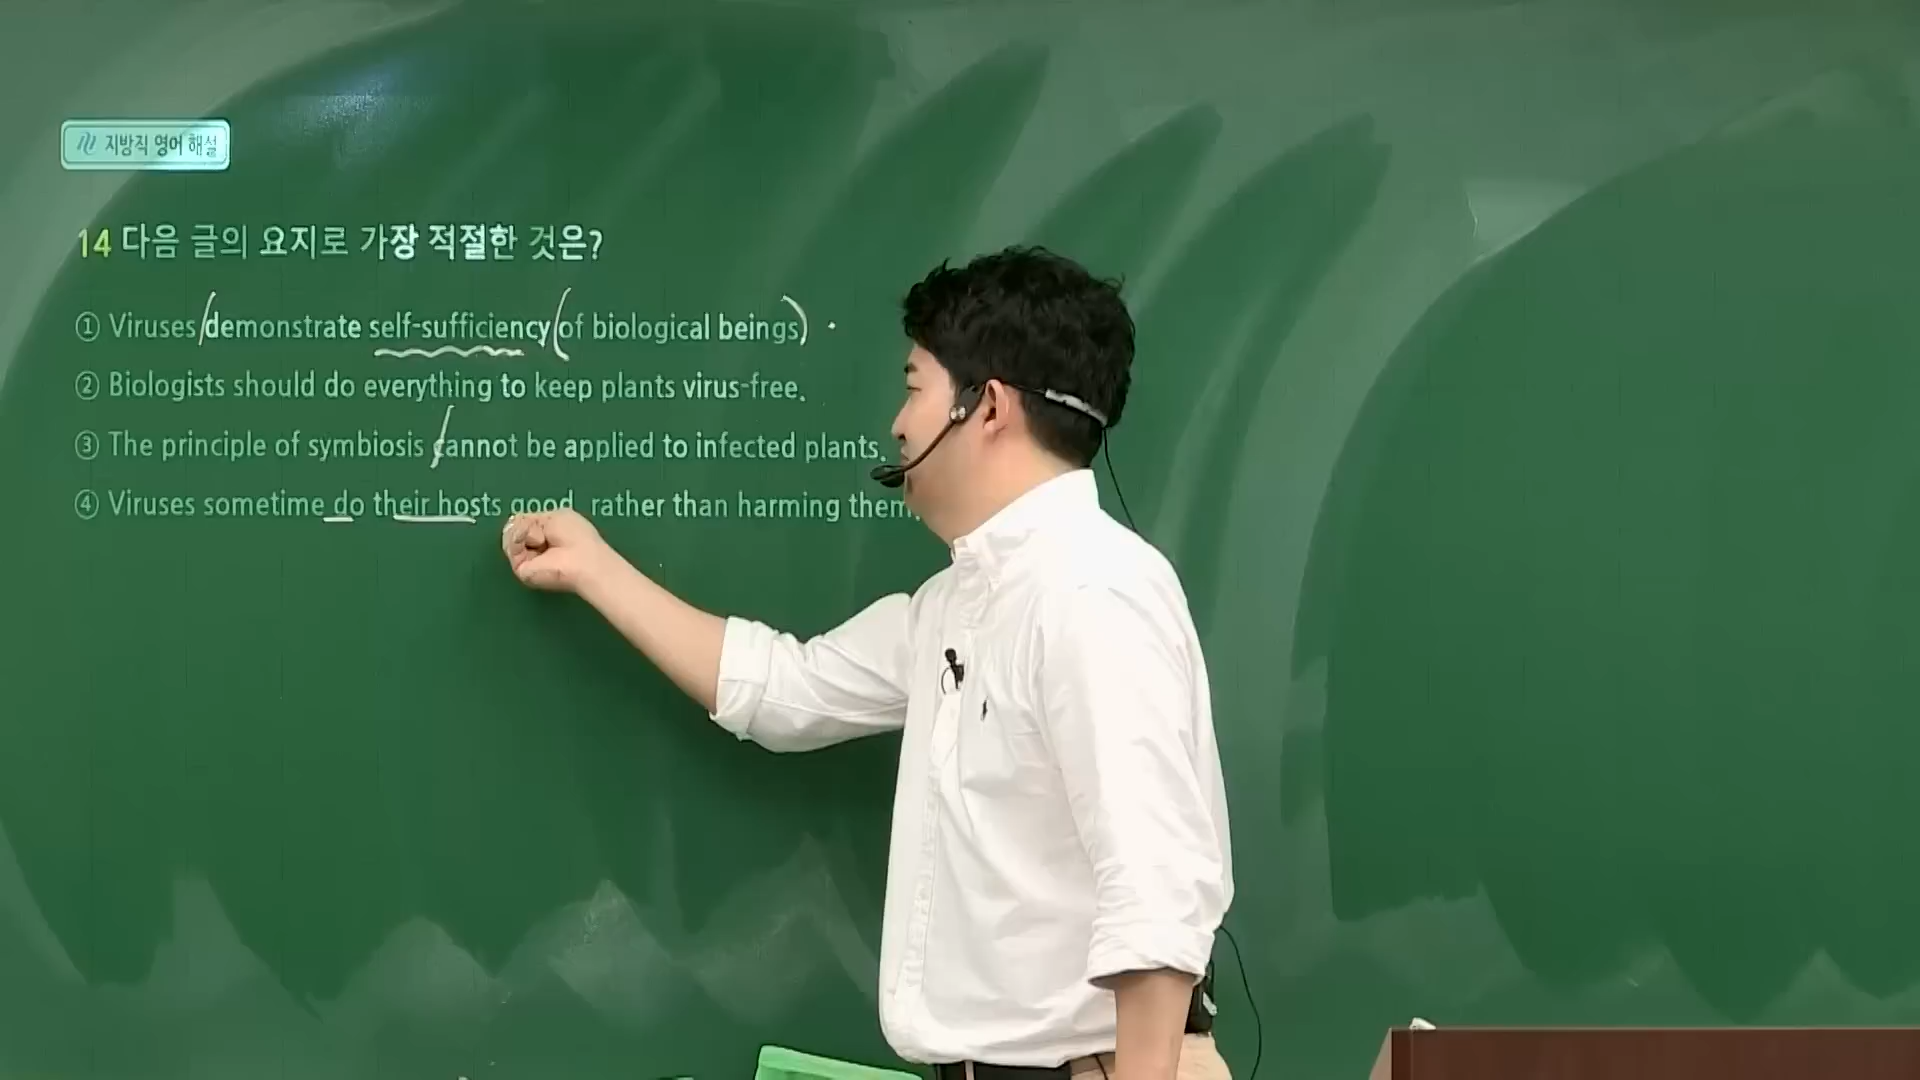 지방직 영어 해설
14 다음 글의 요지로 가장 적절한 것은?
① Viruses demonstrate self-sufficiency of biological beings.
② Biologists should do everything to keep plants virus-free.
③ The principle of symbiosis cannot be applied to infected plants.
④ Viruses sometime do their hosts good, rather than harming them.